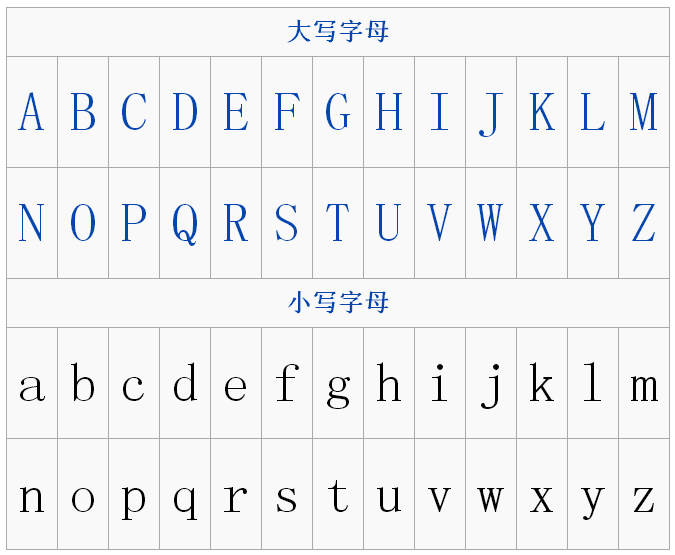 大写字母
A B C D E F G H I J K L M
N O P Q R S T U V W X Y Z
小写字母
a b c d e f g h i j k l m
n o p q r s t u v w x y z